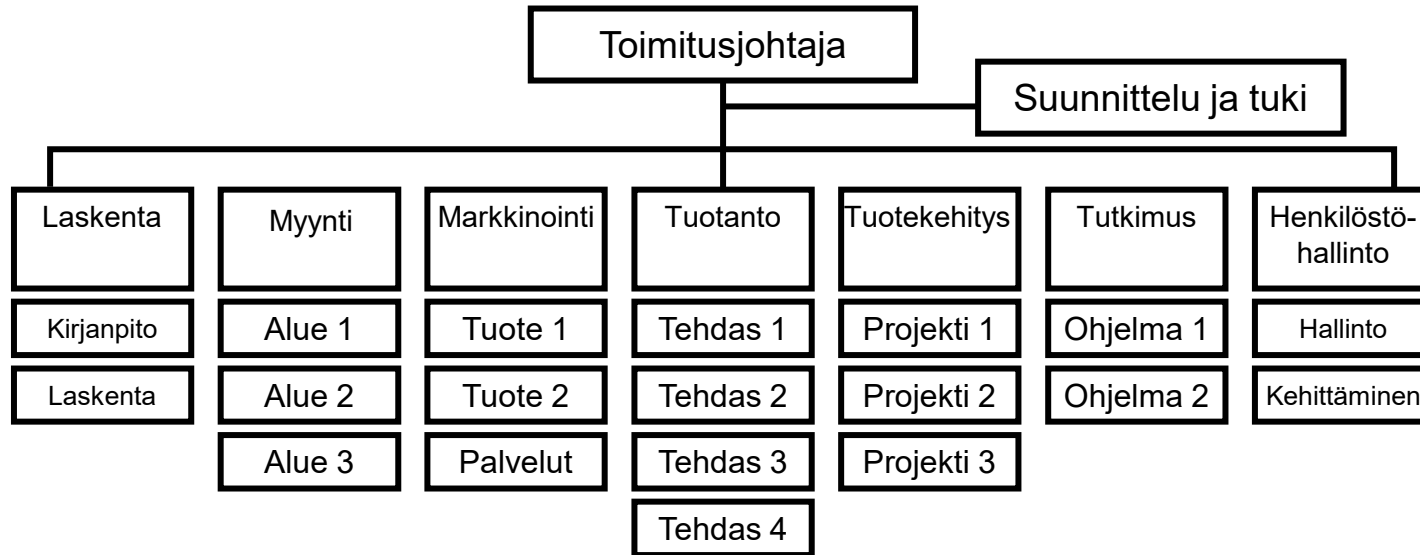 Toimitusjohtaja
Suunnittelu ja tuki
Laskenta
Myynti
Markkinointi
Tuotanto
Tuotekehitys
Tutkimus
Henkilöstö-
hallinto
Kirjanpito
Alue 1
Tuote 1
Tehdas 1
Projekti 1
Ohjelma 1
Hallinto
Laskenta
Alue 2
Tuote 2
Tehdas 2
Projekti 2
Ohjelma 2
Kehittäminen
Alue 3
Palvelut
Tehdas 3
Projekti 3
Tehdas 4